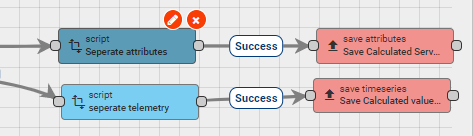 script
Seperate attributes
Success
save attributes
Save Calculated Serv...
script
seperate telemetry
Success
save timeseries
Save Calculated value...